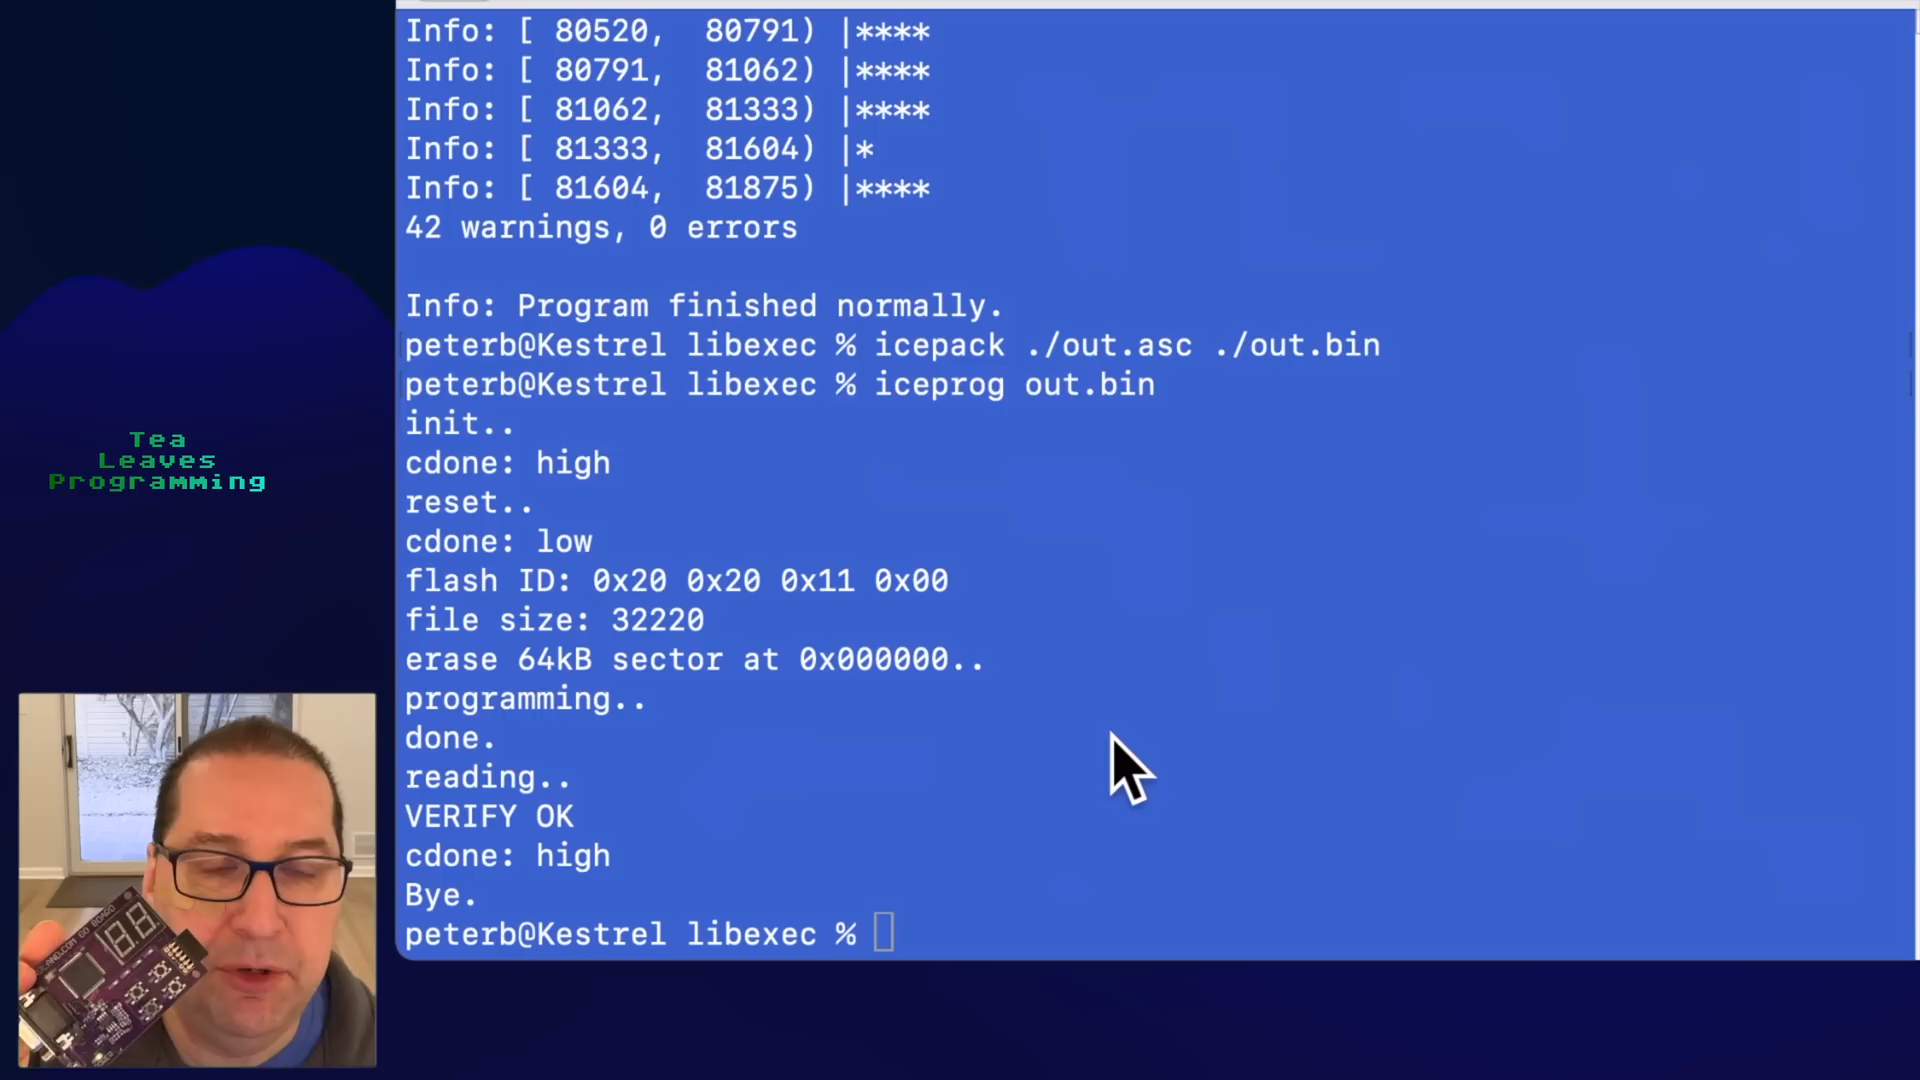 Info: [ 80520,  80791) |****
Info: [ 80791,  81062) |****
Info: [ 81062,  81333) |****
Info: [ 81333,  81604) |*
Info: [ 81604,  81875) |****
42 warnings, 0 errors
Info: Program finished normally.
peterb@Kestrel libexec % icepack ./out.asc ./out.bin
peterb@Kestrel libexec % iceprog out.bin
init..
cdone: high
reset..
cdone: low
flash ID: 0x20 0x20 0x11 0x00
file size: 32220
erase 64kB sector at 0x000000..
programming..
done.
reading..
VERIFY OK
cdone: high
Bye.
peterb@Kestrel libexec %
Tea
Leaves
Programming
GO BOARD